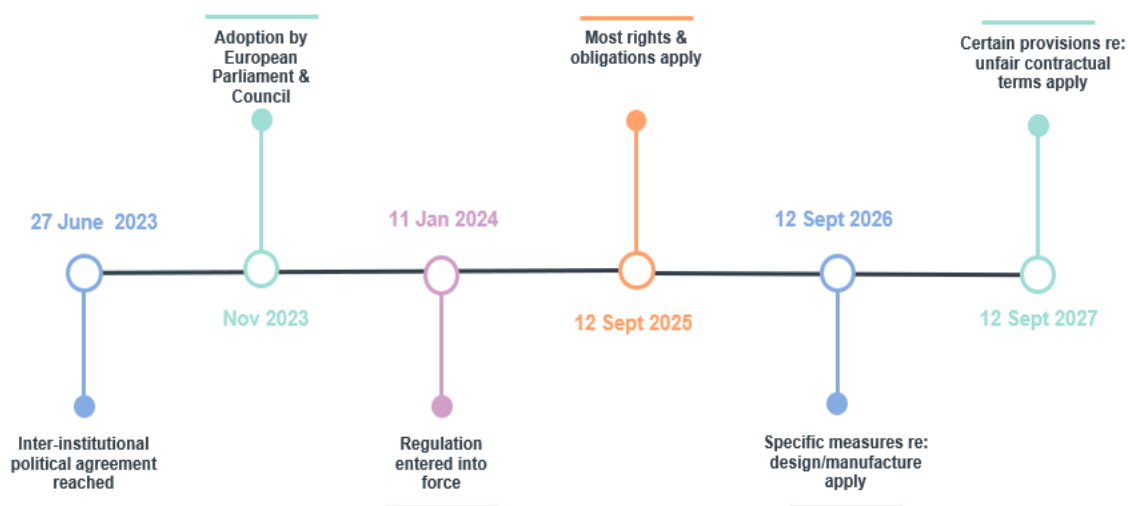 27 June 2023
Inter-institutional
political agreement
reached
Adoption by
European
Parliament &
Council
Nov 2023
11 Jan 2024
Regulation
entered into
force
Most rights &
obligations apply
12 Sept 2025
12 Sept 2026
Specific measures re:
design/manufacture
apply
Certain provisions re:
unfair contractual
terms apply
12 Sept 2027